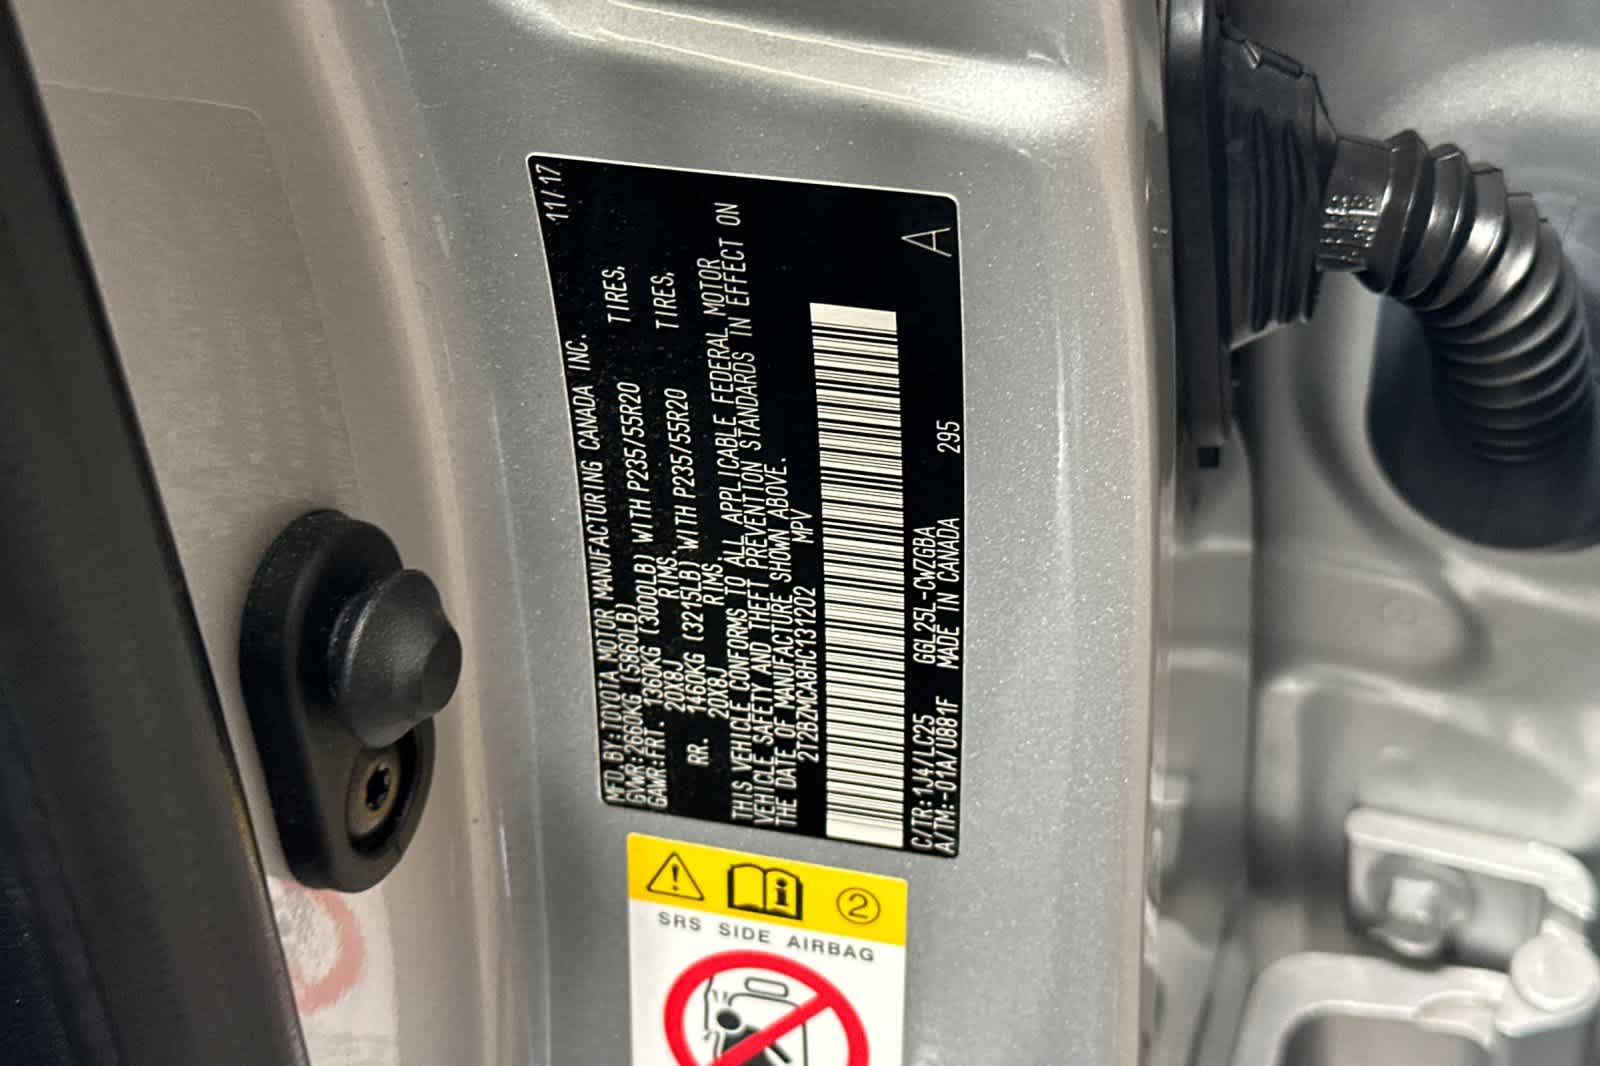 11/17
MFD.BY:TOYOTA MOTOR MANUFACTURING CANADA INC.
GVWR:2660KG (5860LB)
GAWR:FRT. 1360KG (3000LB) WITH P235/55R20 TIRES,
20X8J RIMS.
RR. 1460KG (3215LB) WITH P235/55R20 TIRES,
20X8J RIMS.
THIS VEHICLE CONFORMS TO ALL APPLICABLE FEDERAL MOTOR
VEHICLE SAFETY AND THEFT PREVENTION STANDARDS IN EFFECT ON
THE DATE OF MANUFACTURE SHOWN ABOVE.
2T2BZMCA8HC131202 MPV
A
C/TR:1J4/LC25 GGL25L-CWZGBA 295
A/TM:-01A/U881F MADE IN CANADA
2
SRS SIDE AIRBAG